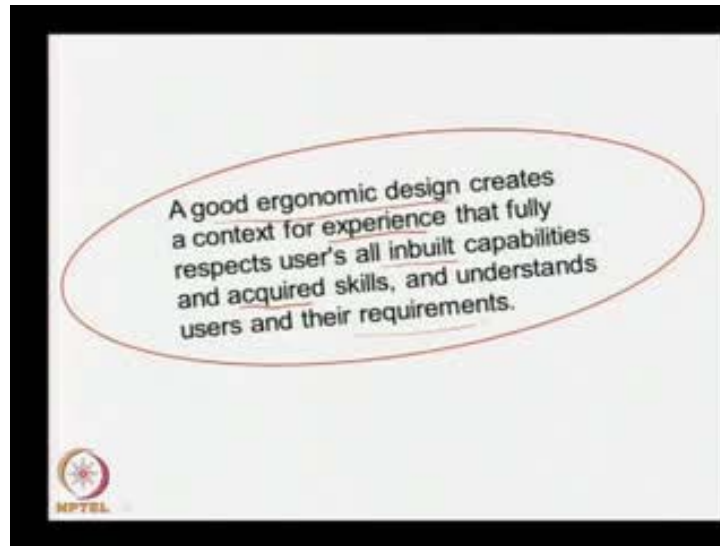 A good ergonomic design creates
a context for experience that fully
respects user's all inbuilt capabilities
and acquired skills, and understands
users and their requirements.
NPTEL